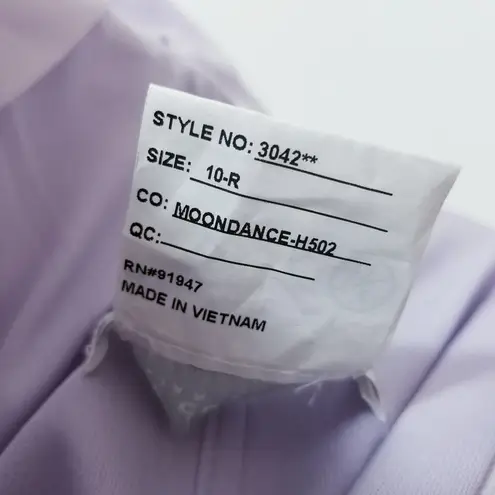 STYLE NO: 3042**
SIZE: 10-R
CO: MOONDANCE-H502
QC:
RN#91947
MADE IN VIETNAM